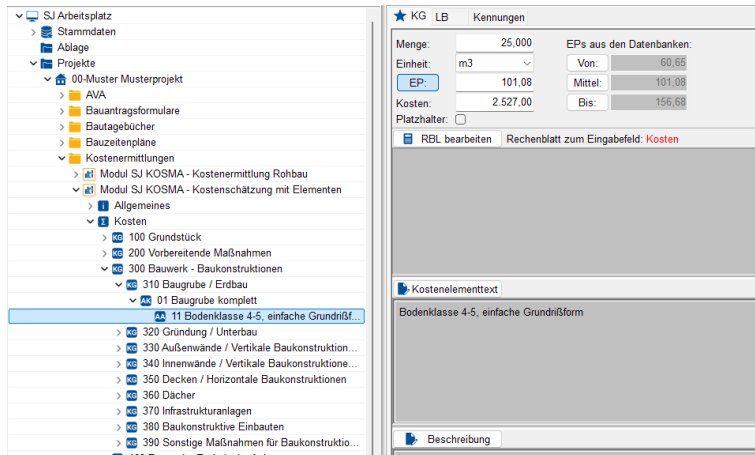 SJ Arbeitsplatz
Stammdaten
Ablage
Projekte
00-Muster Musterprojekt
AVA
Bauantragsformulare
Bautagebücher
Bauzeitenpläne
Kostenermittlungen
Modul SJ KOSMA - Kostenermittlung Rohbau
Modul SJ KOSMA - Kostenschätzung mit Elementen
Allgemeines
Kosten
KG 100 Grundstück
KG 200 Vorbereitende Maßnahmen
KG 300 Bauwerk - Baukonstruktionen
KG 310 Baugrube / Erdbau
AK 01 Baugrube komplett
AA 11 Bodenklasse 4-5, einfache Grundrißf...
KG 320 Gründung / Unterbau
KG 330 Außenwände / Vertikale Baukonstruktion...
KG 340 Innenwände / Vertikale Baukonstruktione...
KG 350 Decken / Horizontale Baukonstruktionen
KG 360 Dächer
KG 370 Infrastrukturanlagen
KG 380 Baukonstruktive Einbauten
KG 390 Sonstige Maßnahmen für Baukonstruktio...
KG LB Kennungen
Menge: 25,000 EPs aus den Datenbanken:
Einheit: m3 Von: 60,65
EP: 101,08 Mittel: 101,08
Kosten: 2.527,00 Bis: 156,68
Platzhalter:
RBL bearbeiten Rechenblatt zum Eingabefeld: Kosten
Kostenelementtext
Bodenklasse 4-5, einfache Grundrißform
Beschreibung